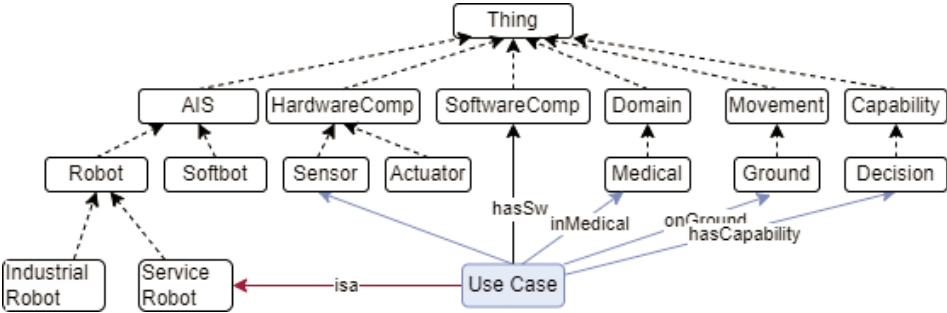 Thing
AIS
HardwareComp
SoftwareComp
Domain
Movement
Capability
Robot
Softbot
Sensor
Actuator
Medical
Ground
Decision
hasSw
inMedical
onGround
hasCapability
Industrial
Robot
Service
Robot
isa
Use Case